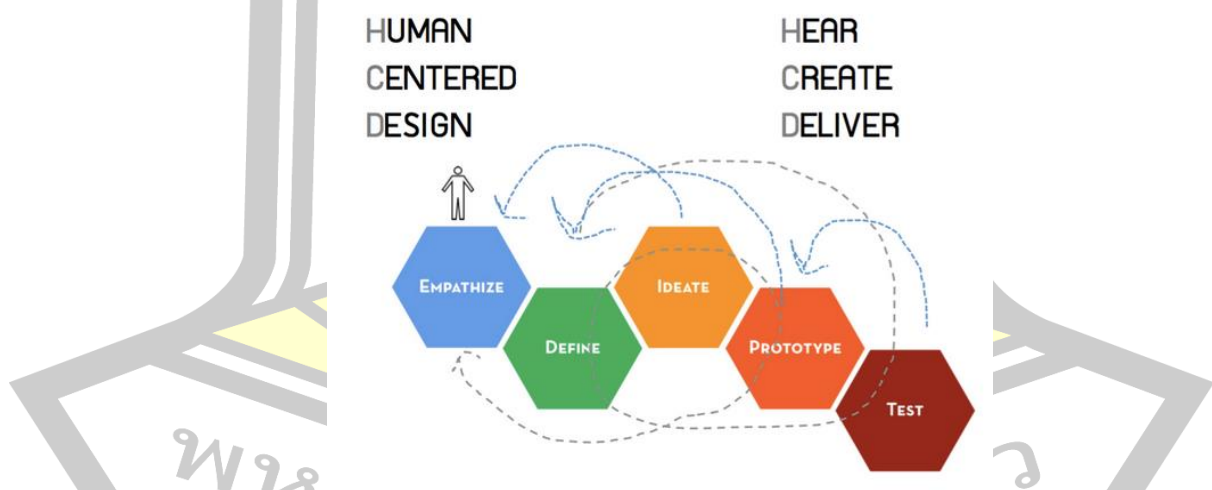 HUMAN
CENTERED
DESIGN
HEAR
CREATE
DELIVER
EMPATHIZE
IDEATE
DEFINE
PROTOTYPE
TEST